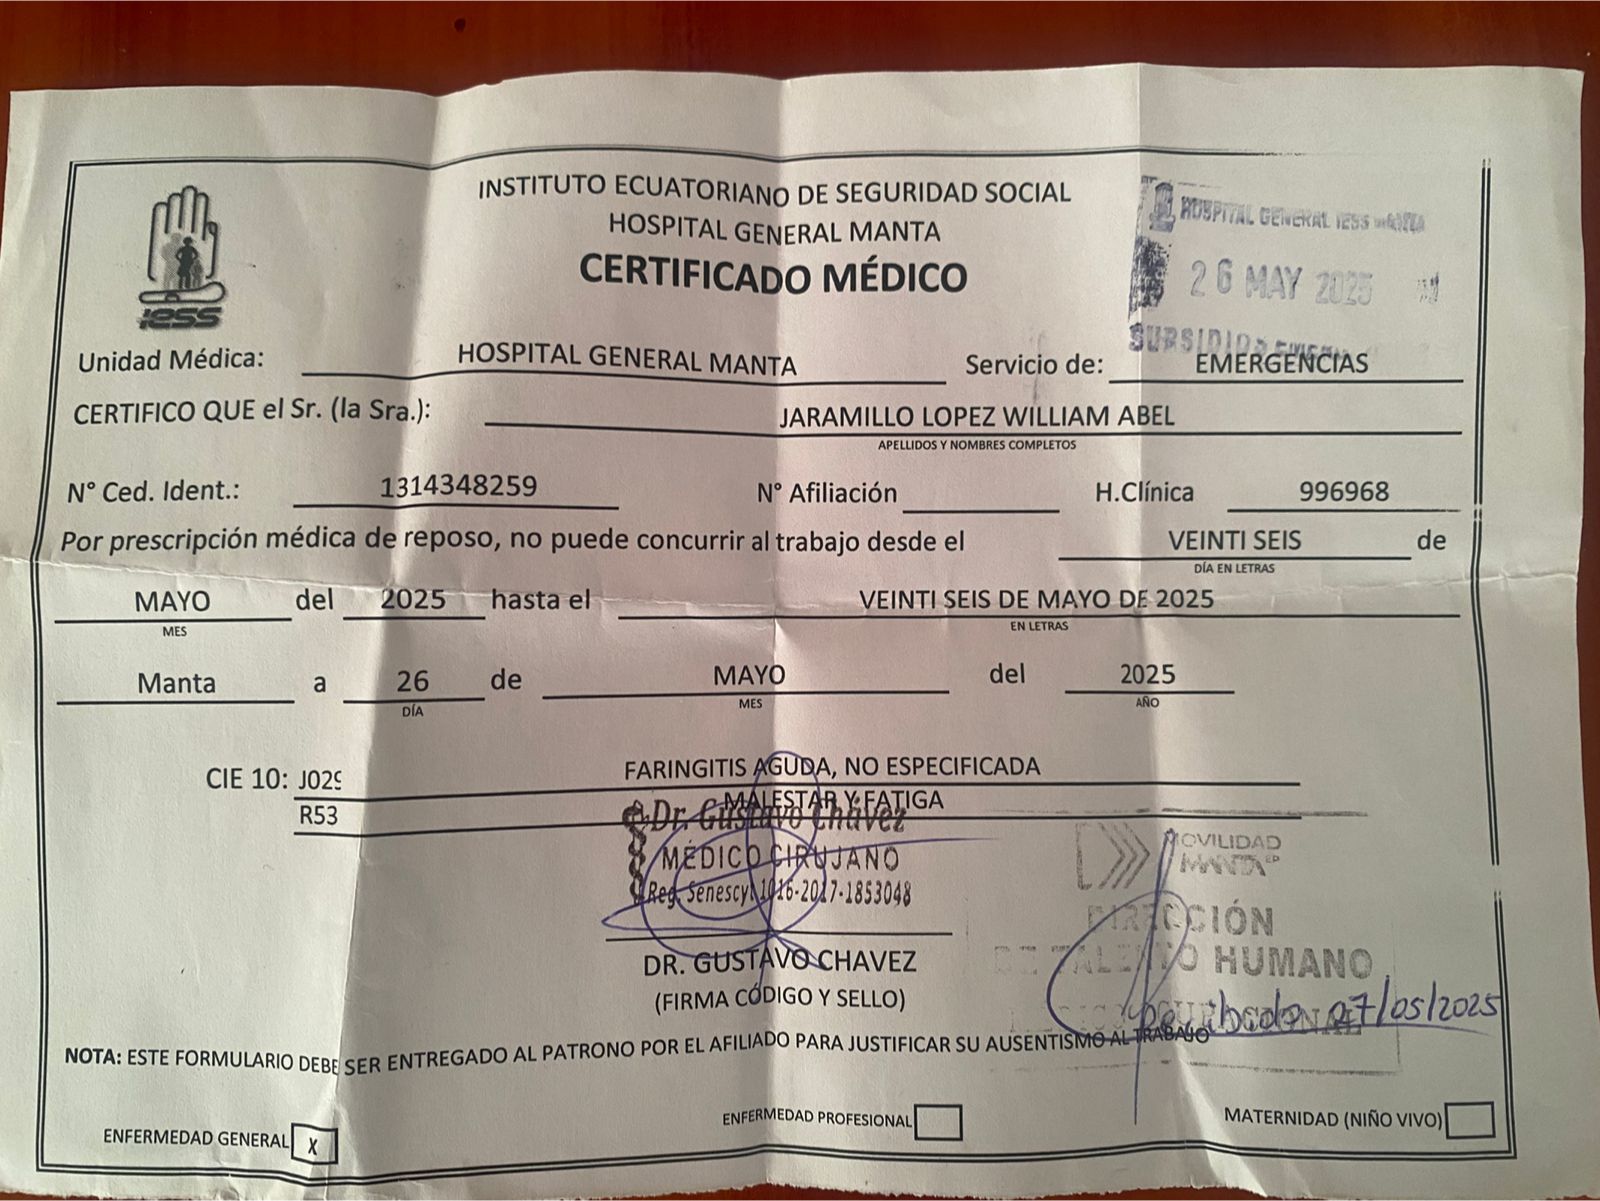 INSTITUTO ECUATORIANO DE SEGURIDAD SOCIAL
HOSPITAL GENERAL MANTA
CERTIFICADO MÉDICO
IESS
HOSPITAL GENERAL IESS MANTA
26 MAY 2025
SUBSIDIOS
Unidad Médica: HOSPITAL GENERAL MANTA Servicio de: EMERGENCIAS
CERTIFICO QUE el Sr. (la Sra.): JARAMILLO LOPEZ WILLIAM ABEL
APELLIDOS Y NOMBRES COMPLETOS
N° Ced. Ident.: 1314348259 N° Afiliación H.Clínica 996968
Por prescripción médica de reposo, no puede concurrir al trabajo desde el VEINTI SEIS de
DÍA EN LETRAS
MAYO del 2025 hasta el VEINTI SEIS DE MAYO DE 2025
MES EN LETRAS
Manta a 26 de MAYO del 2025
DÍA MES AÑO
CIE 10: J029 FARINGITIS AGUDA, NO ESPECIFICADA
R53 MALESTAR Y FATIGA
Dr. Gustavo Chávez
MÉDICO CIRUJANO
Reg. Senescyt 1016-2017-1853048
DR. GUSTAVO CHAVEZ
(FIRMA CÓDIGO Y SELLO)
MOVILIDAD
MANTA EP
DIRECCIÓN
DE TALENTO HUMANO
Recibido 27/05/2025
NOTA: ESTE FORMULARIO DEBE SER ENTREGADO AL PATRONO POR EL AFILIADO PARA JUSTIFICAR SU AUSENTISMO AL TRABAJO
ENFERMEDAD GENERAL X ENFERMEDAD PROFESIONAL MATERNIDAD (NIÑO VIVO)